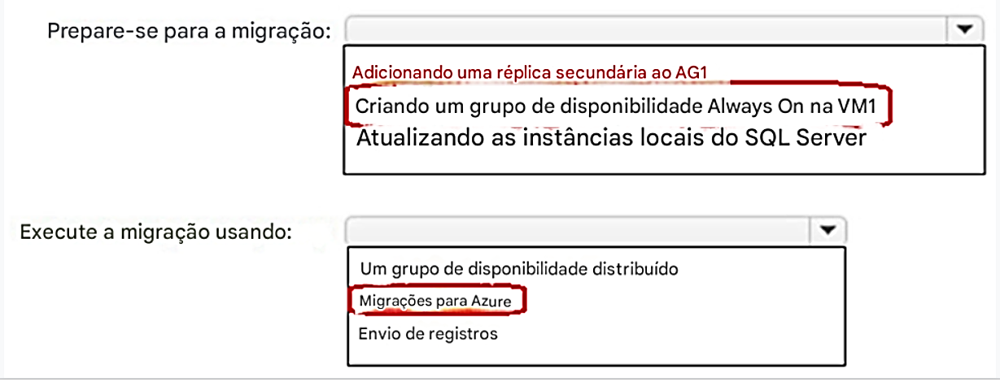 Prepare-se para a migração:
Adicionando uma réplica secundária ao AG1
Criando um grupo de disponibilidade Always On na VM1
Atualizando as instâncias locais do SQL Server
Execute a migração usando:
Um grupo de disponibilidade distribuído
Migrações para Azure
Envio de registros